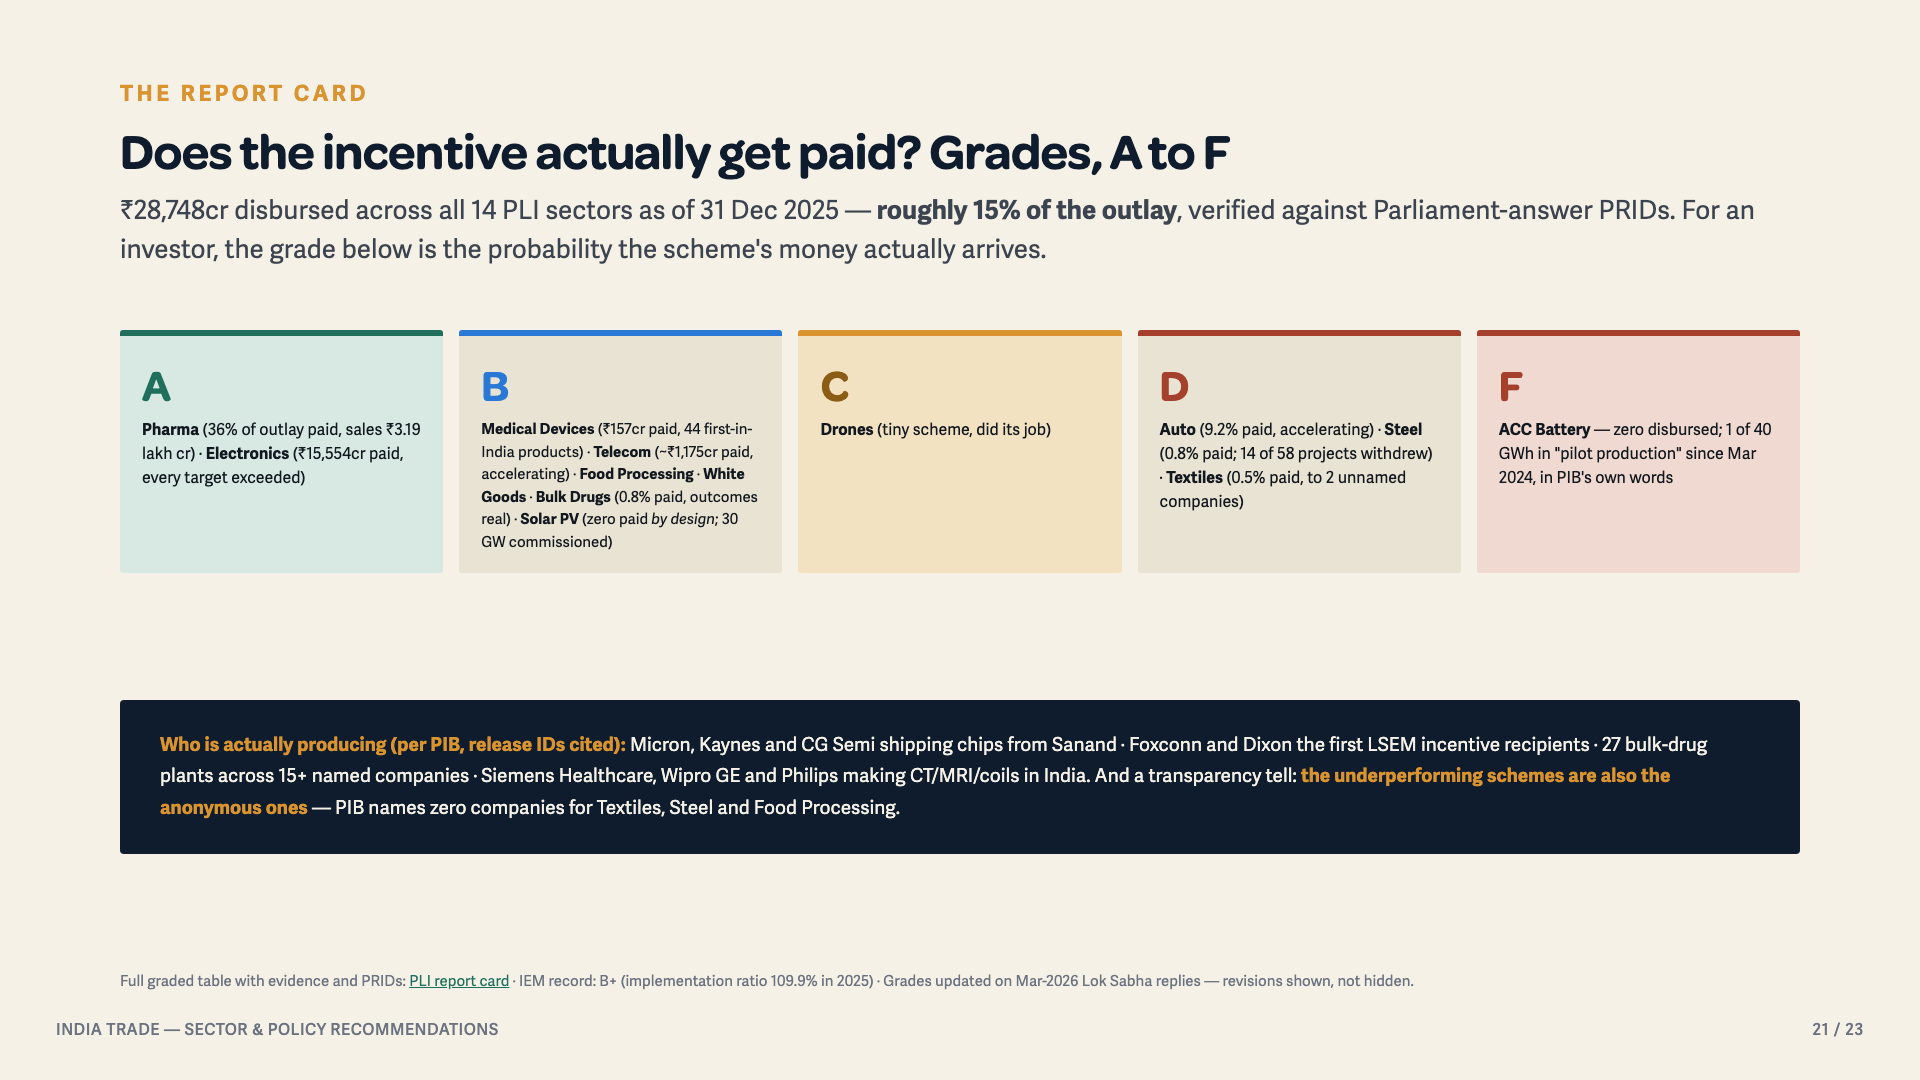 THE REPORT CARD
Does the incentive actually get paid? Grades, A to F
₹28,748cr disbursed across all 14 PLI sectors as of 31 Dec 2025 — roughly 15% of the outlay, verified against Parliament-answer PRIDs. For an
investor, the grade below is the probability the scheme's money actually arrives.
A
Pharma (36% of outlay paid, sales ₹3.19
lakh cr) · Electronics (₹15,554cr paid,
every target exceeded)
B
Medical Devices (₹157cr paid, 44 first-in-
India products) · Telecom (~₹1,175cr paid,
accelerating) · Food Processing · White
Goods · Bulk Drugs (0.8% paid, outcomes
real) · Solar PV (zero paid by design; 30
GW commissioned)
C
Drones (tiny scheme, did its job)
D
Auto (9.2% paid, accelerating) · Steel
(0.8% paid; 14 of 58 projects withdrew)
· Textiles (0.5% paid, to 2 unnamed
companies)
F
ACC Battery — zero disbursed; 1 of 40
GWh in "pilot production" since Mar
2024, in PIB's own words
Who is actually producing (per PIB, release IDs cited): Micron, Kaynes and CG Semi shipping chips from Sanand · Foxconn and Dixon the first LSEM incentive recipients · 27 bulk-drug
plants across 15+ named companies · Siemens Healthcare, Wipro GE and Philips making CT/MRI/coils in India. And a transparency tell: the underperforming schemes are also the
anonymous ones — PIB names zero companies for Textiles, Steel and Food Processing.
Full graded table with evidence and PRIDs: PLI report card · IEM record: B+ (implementation ratio 109.9% in 2025) · Grades updated on Mar-2026 Lok Sabha replies — revisions shown, not hidden.
INDIA TRADE — SECTOR & POLICY RECOMMENDATIONS
21 / 23